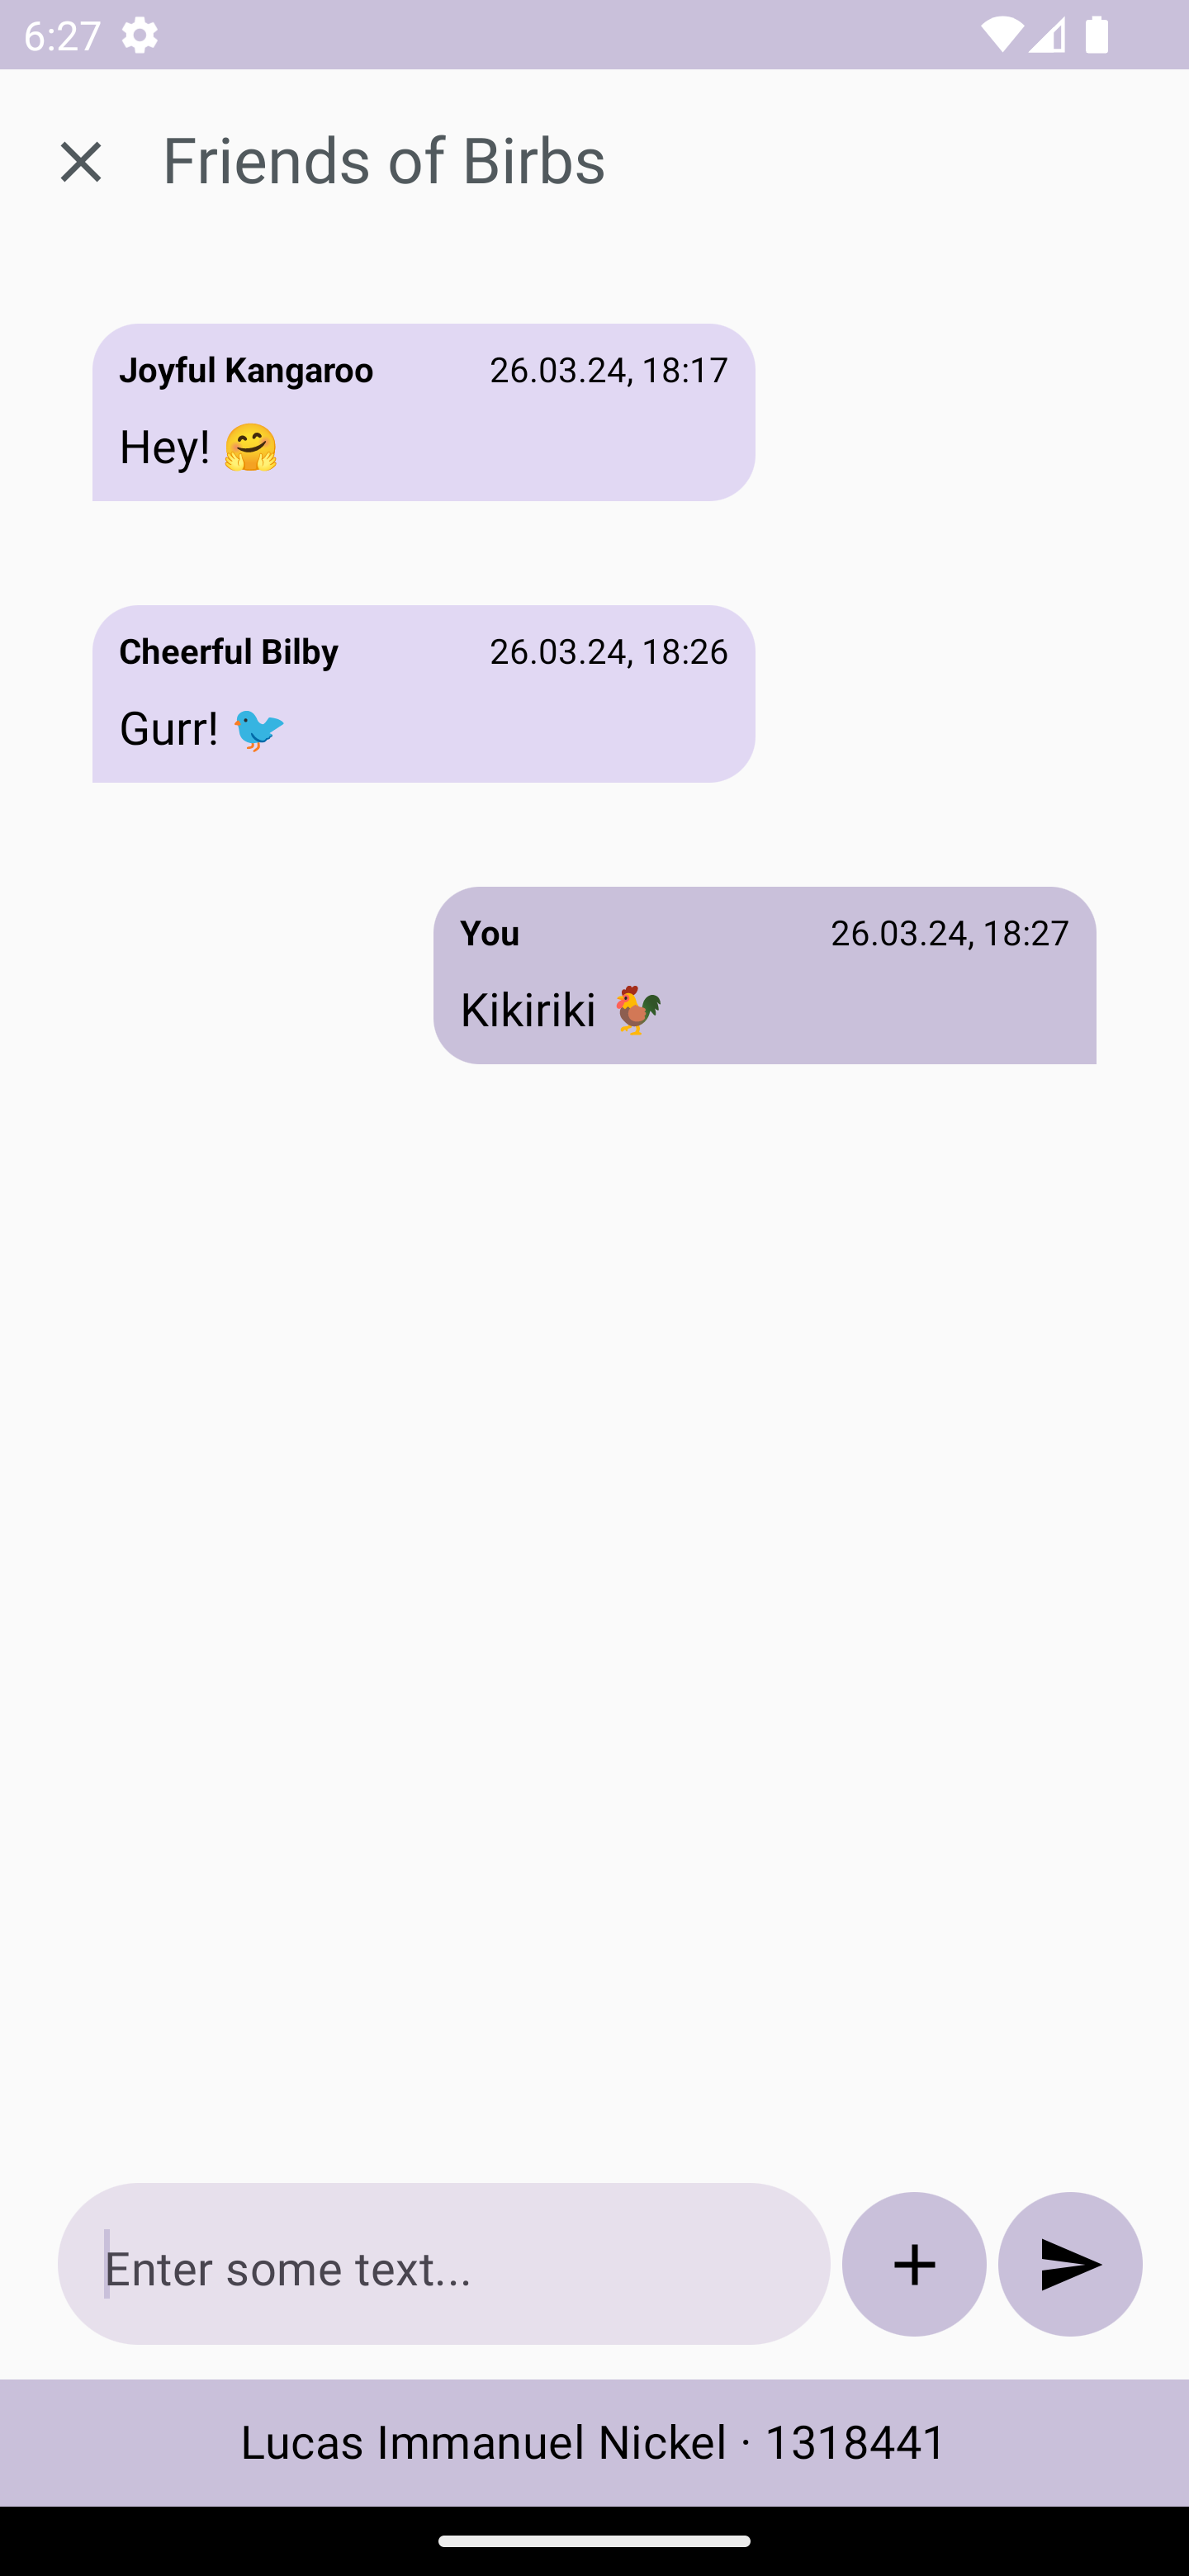 6:27
Friends of Birbs
Joyful Kangaroo 26.03.24, 18:17
Hey! 🤗
Cheerful Bilby 26.03.24, 18:26
Gurr! 🐦
You 26.03.24, 18:27
Kikiriki 🐓
Enter some text...
Lucas Immanuel Nickel · 1318441